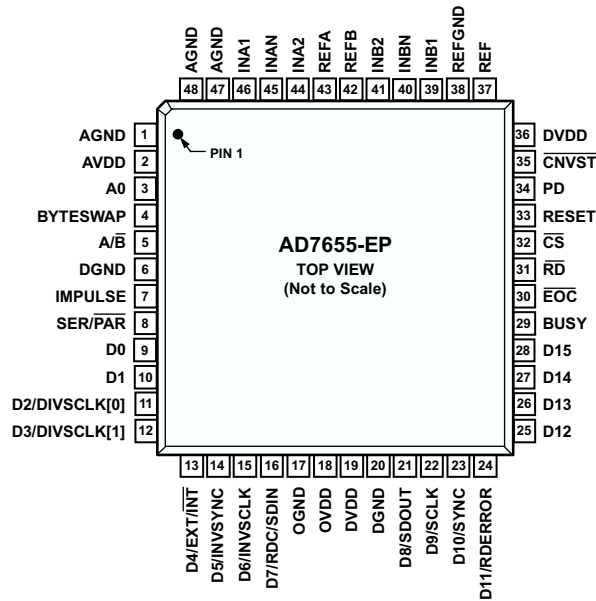 AGND
AGND
INA1
INAN
INA2
REFA
REFB
INB2
INBN
INB1
REFGND
REF
48
47
46
45
44
43
42
41
40
39
38
37
AGND 1
AVDD 2
A0 3
BYTESWAP 4
A/B̅ 5
DGND 6
IMPULSE 7
SER/P̅A̅R̅ 8
D0 9
D1 10
D2/DIVSCLK[0] 11
D3/DIVSCLK[1] 12
PIN 1
AD7655-EP
TOP VIEW
(Not to Scale)
36 DVDD
35 C̅N̅V̅S̅T̅
34 PD
33 RESET
32 C̅S̅
31 R̅D̅
30 E̅O̅C̅
29 BUSY
28 D15
27 D14
26 D13
25 D12
13
14
15
16
17
18
19
20
21
22
23
24
D4/EXT/I̅N̅T̅
D5/INVSYNC
D6/INVSCLK
D7/RDC/SDIN
OGND
OVDD
DVDD
DGND
D8/SDOUT
D9/SCLK
D10/SYNC
D11/RDERROR